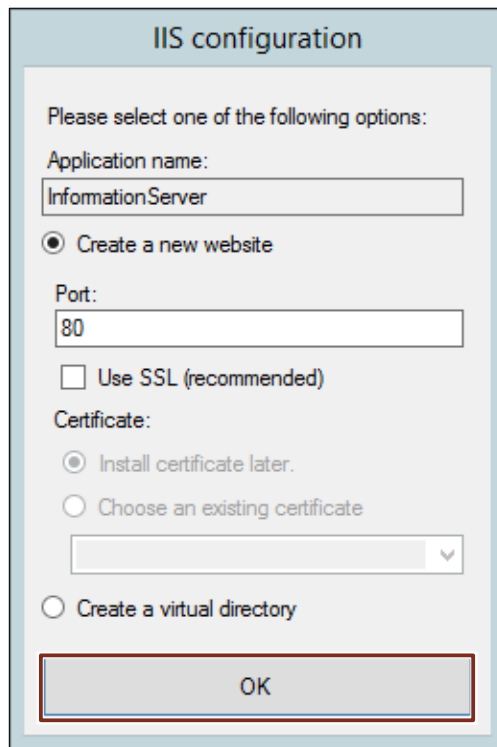 IIS configuration
Please select one of the following options:
Application name:
InformationServer
Create a new website
Port:
80
Use SSL (recommended)
Certificate:
Install certificate later.
Choose an existing certificate
Create a virtual directory
OK